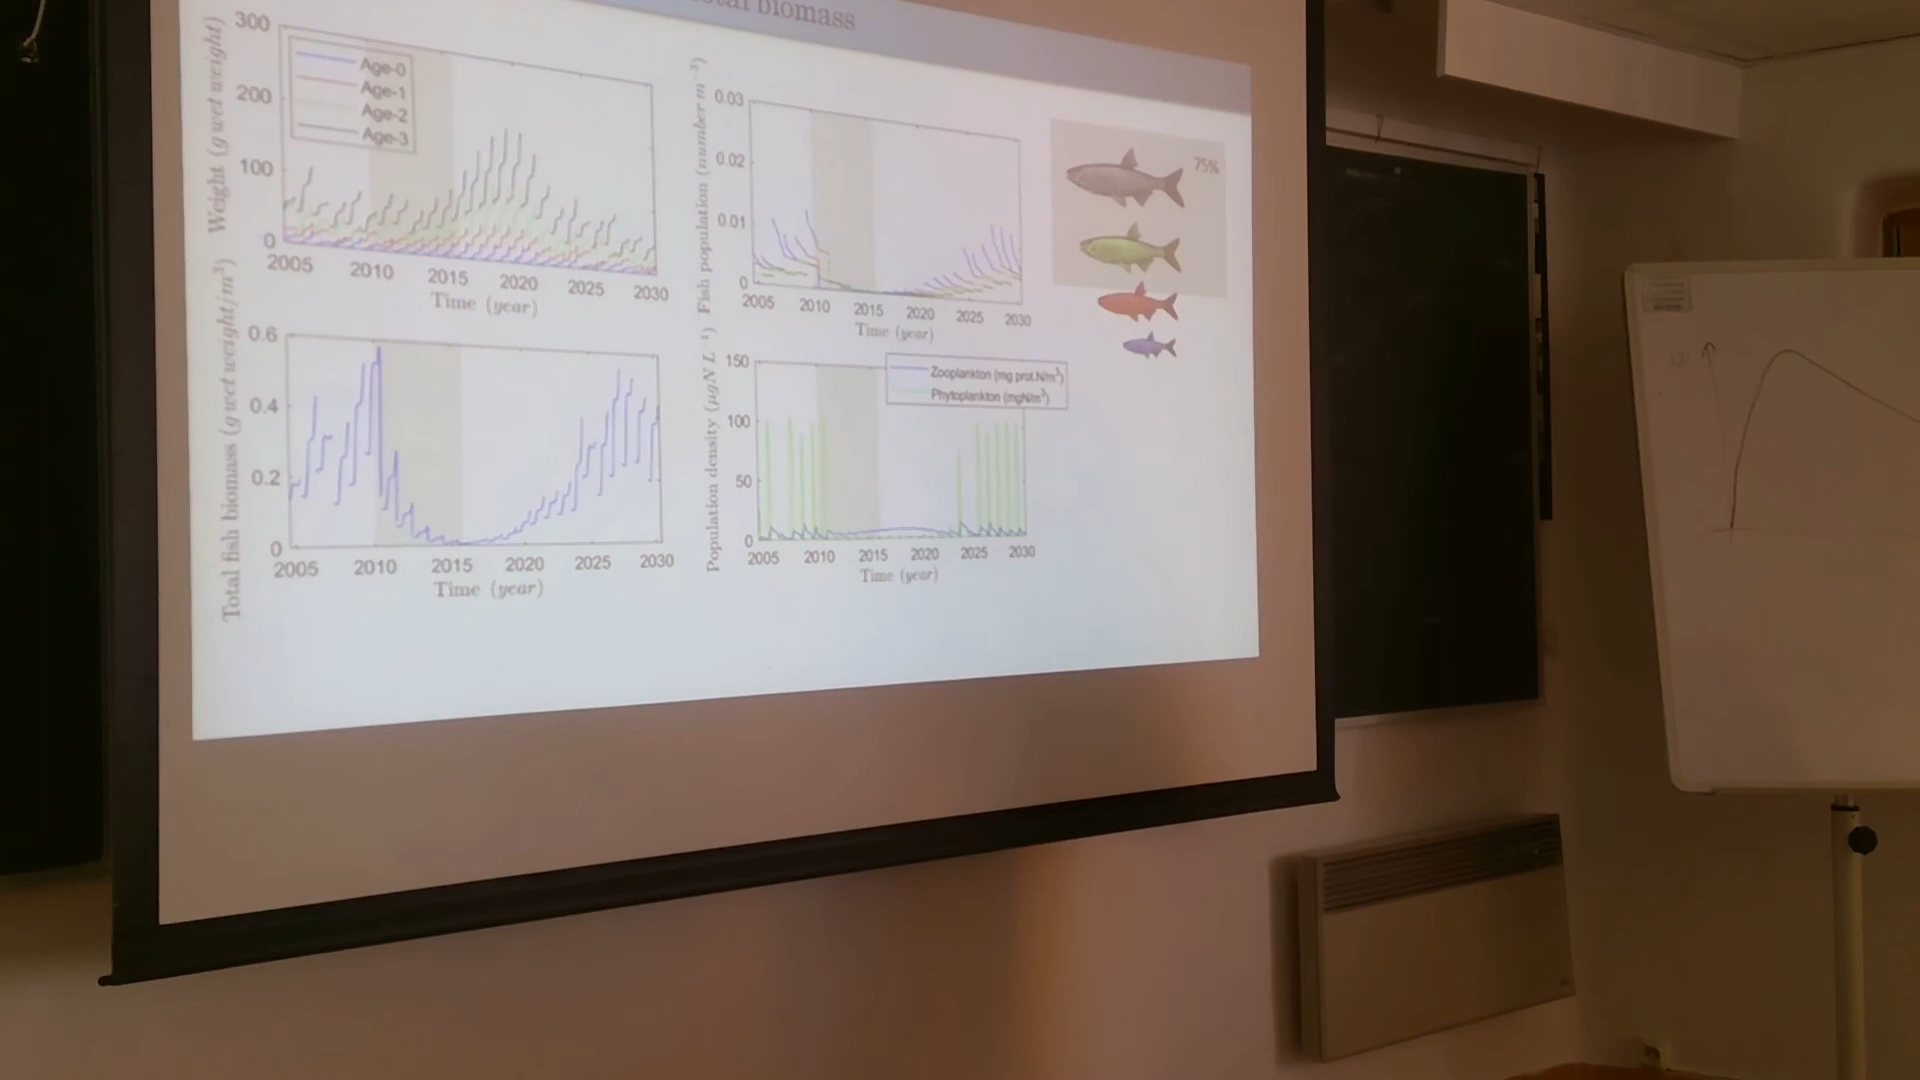 biomass
Weight (g wet weight)
300
200
100
0
Age-0
Age-1
Age-2
Age-3
2005 2010 2015 2020 2025 2030
Time (year)
Fish population (number m⁻³)
0.03
0.02
0.01
0
2005 2010 2015 2020 2025 2030
Time (year)
75%
Total fish biomass (g wet weight/m³)
0.6
0.4
0.2
0
2005 2010 2015 2020 2025 2030
Time (year)
Population density (μgN L⁻¹)
150
100
50
0
Zooplankton (mg prot.N/m³)
Phytoplankton (mgN/m³)
2005 2010 2015 2020 2025 2030
Time (year)